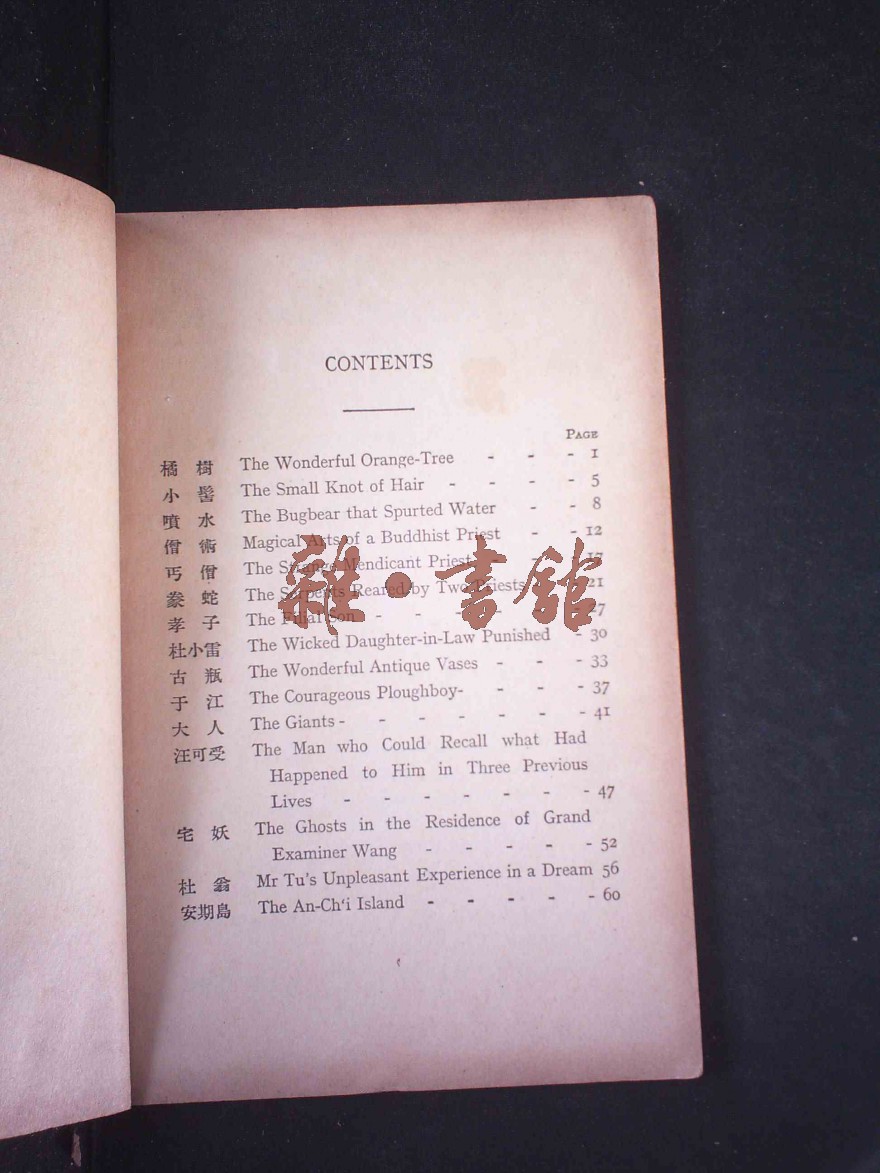 CONTENTS
PAGE
橘樹 The Wonderful Orange-Tree - - - 1
小髻 The Small Knot of Hair - - - - 5
噴水 The Bugbear that Spurted Water - - - 8
僧術 Magical Arts of a Buddhist Priest - - 12
丐僧 The Strange Mendicant Priest - - 17
豢蛇 The Serpents Reared by Two Priests - 21
孝子 The Filial Son - - - 27
杜小雷 The Wicked Daughter-in-Law Punished - 30
古瓶 The Wonderful Antique Vases - - - 33
于江 The Courageous Ploughboy- - - - 37
大人 The Giants - - - - - - - 41
汪可受 The Man who Could Recall what Had
Happened to Him in Three Previous
Lives - - - - - - - 47
宅妖 The Ghosts in the Residence of Grand
Examiner Wang - - - - - 52
杜翁 Mr Tu's Unpleasant Experience in a Dream 56
安期島 The An-Ch‘i Island - - - - - 60
雜·書館